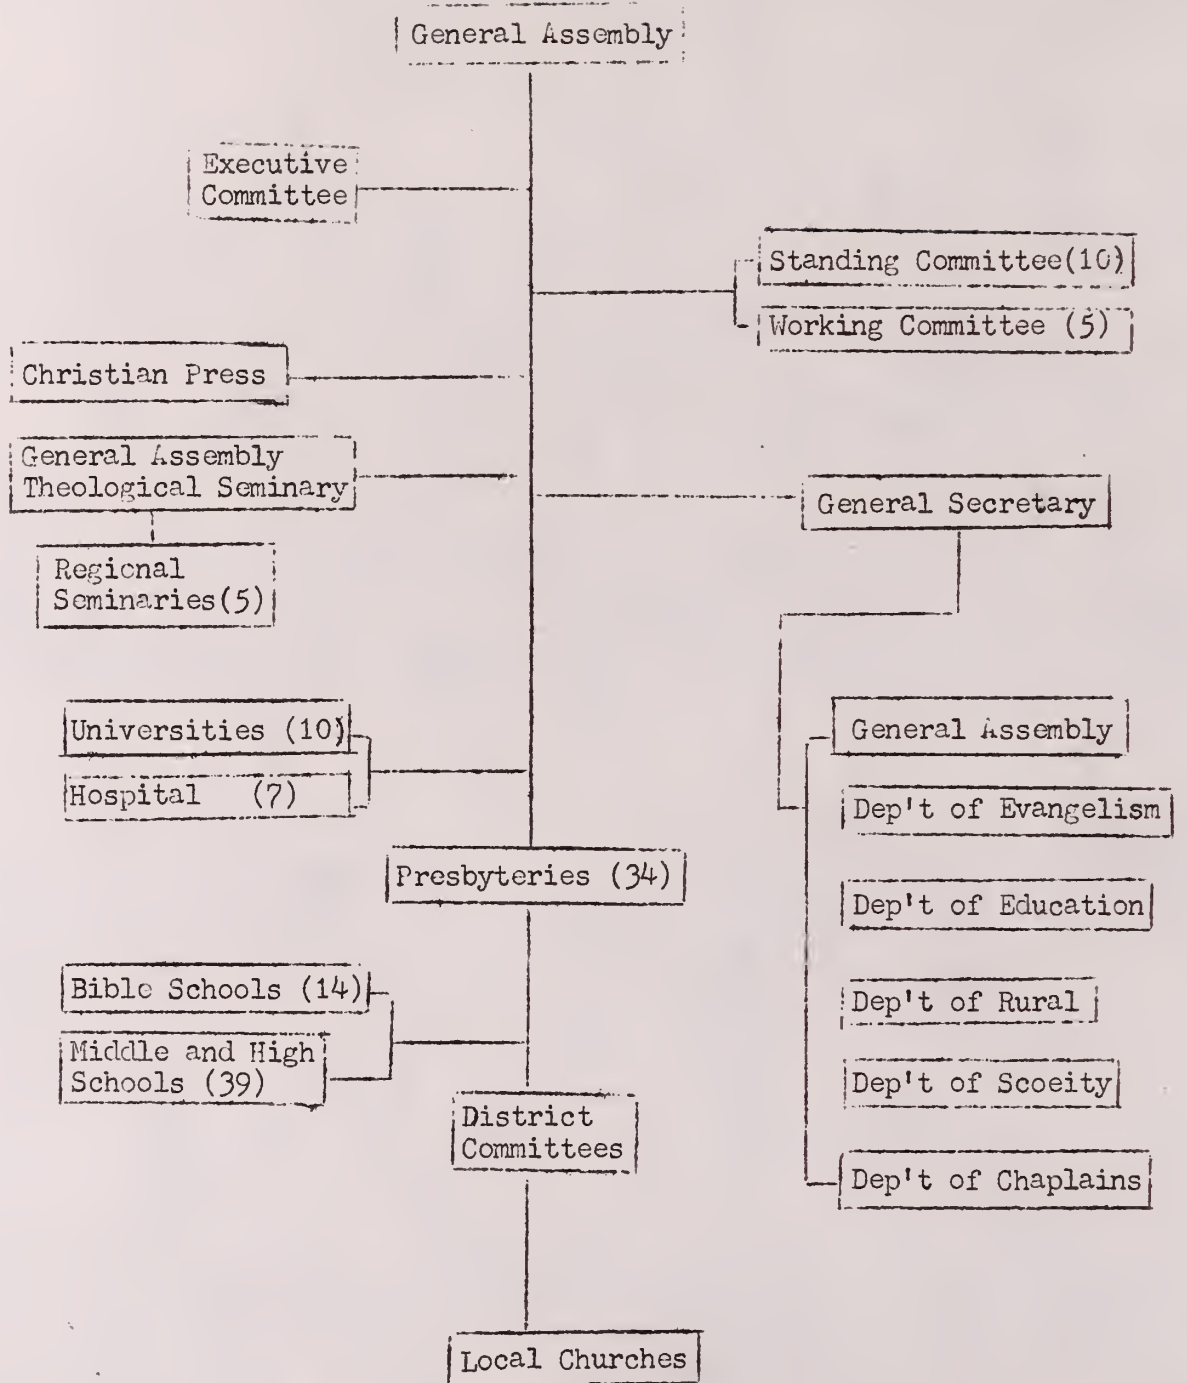 General Assembly
Executive
Committee
Standing Committee(10)
Working Committee (5)
Christian Press
General Assembly
Theological Seminary
General Secretary
Regional
Seminaries(5)
Universities (10)
General Assembly
Hospital (7)
Dep't of Evangelism
Presbyteries (34)
Dep't of Education
Bible Schools (14)
Dep't of Rural
Middle and High
Schools (39)
Dep't of Scoeity
District
Committees
Dep't of Chaplains
Local Churches